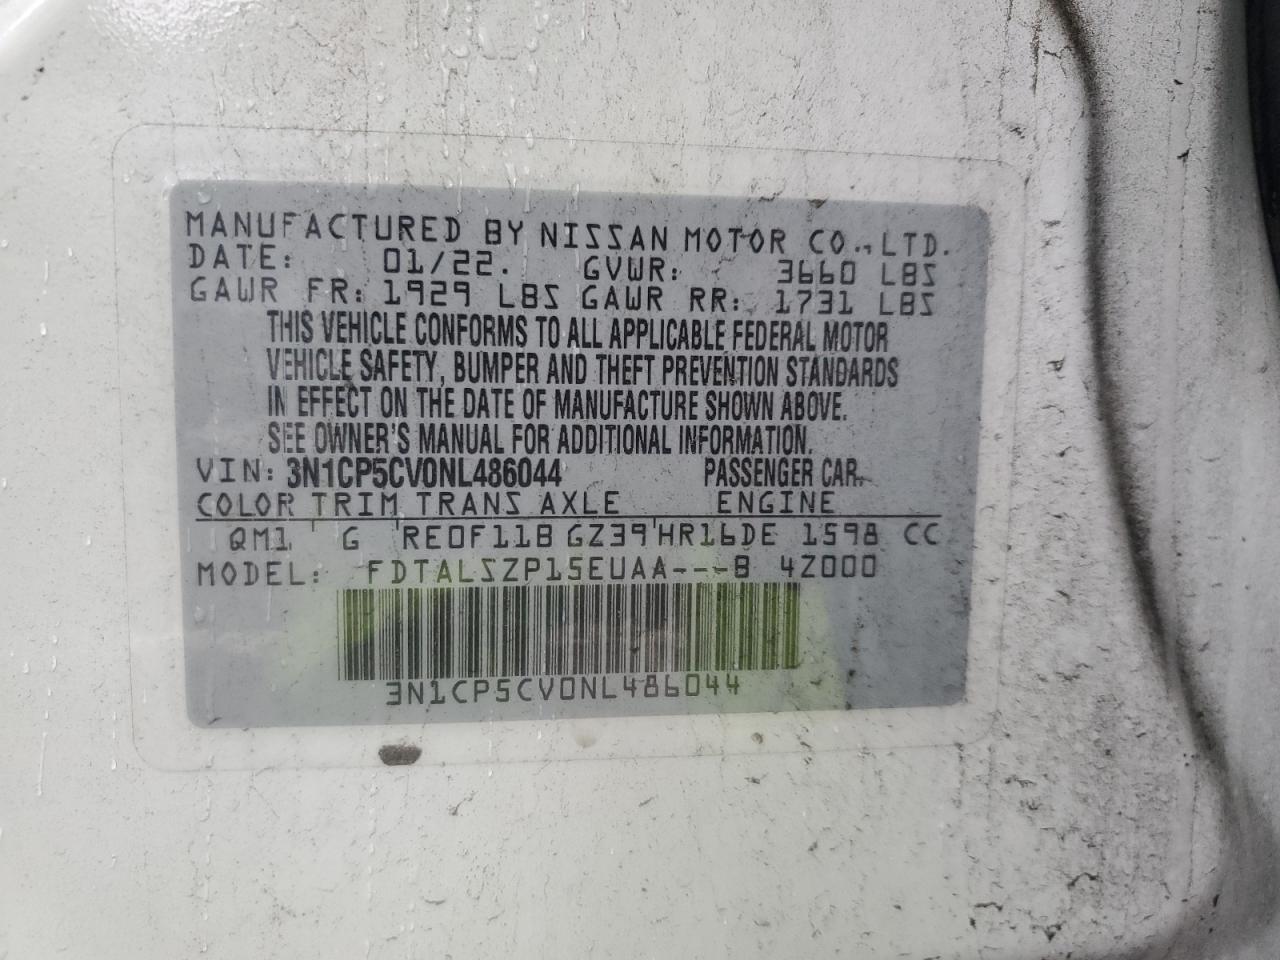 MANUFACTURED BY NISSAN MOTOR CO., LTD.
DATE: 01/22. GVWR: 3660 LBS
GAWR FR: 1929 LBS GAWR RR: 1731 LBS
THIS VEHICLE CONFORMS TO ALL APPLICABLE FEDERAL MOTOR
VEHICLE SAFETY, BUMPER AND THEFT PREVENTION STANDARDS
IN EFFECT ON THE DATE OF MANUFACTURE SHOWN ABOVE.
SEE OWNER'S MANUAL FOR ADDITIONAL INFORMATION.
VIN: 3N1CP5CV0NL486044 PASSENGER CAR.
COLOR TRIM TRANS AXLE ENGINE
QM1 G RE0F11B GZ39 HR16DE 1598 CC
MODEL: FDTALSZP15EUAA---B 4Z000
3N1CP5CV0NL486044